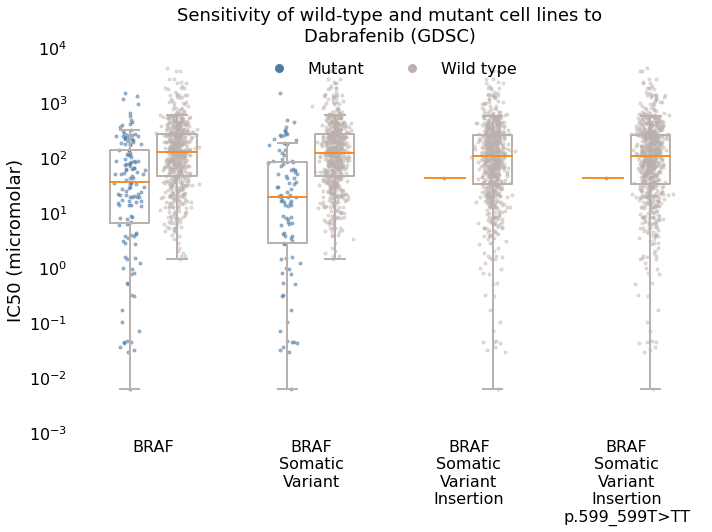 Sensitivity of wild-type and mutant cell lines to
Dabrafenib (GDSC)
Mutant
Wild type
IC50 (micromolar)
10⁴
10³
10²
10¹
10⁰
10⁻¹
10⁻²
10⁻³
BRAF
BRAF
Somatic
Variant
BRAF
Somatic
Variant
Insertion
BRAF
Somatic
Variant
Insertion
p.599_599T>TT